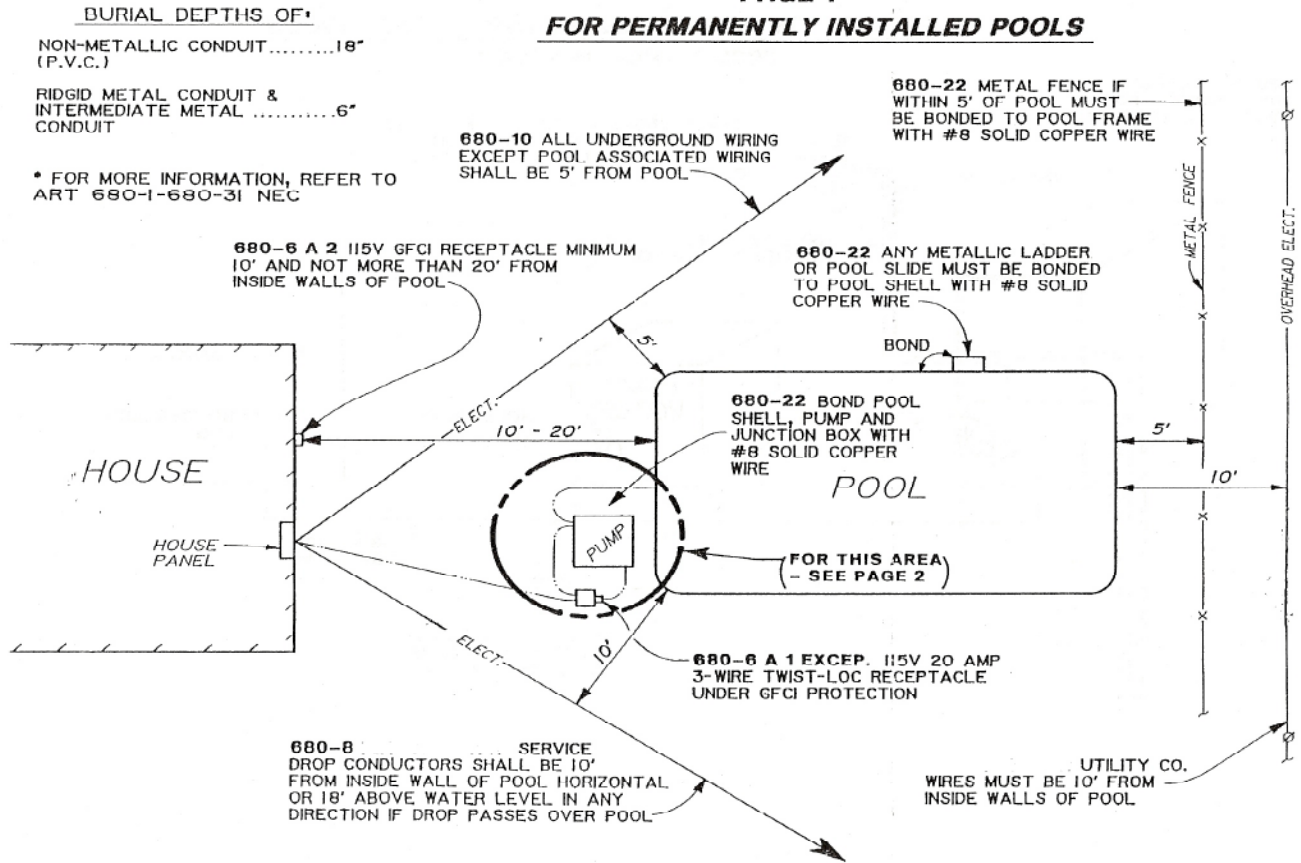 BURIAL DEPTHS OF:
NON-METALLIC CONDUIT.........18"
(P.V.C.)
RIDGID METAL CONDUIT &
INTERMEDIATE METAL ...........6"
CONDUIT
* FOR MORE INFORMATION, REFER TO
ART 680-1-680-31 NEC
FOR PERMANENTLY INSTALLED POOLS
680-10 ALL UNDERGROUND WIRING
EXCEPT POOL ASSOCIATED WIRING
SHALL BE 5' FROM POOL
680-22 METAL FENCE IF
WITHIN 5' OF POOL MUST
BE BONDED TO POOL FRAME
WITH #8 SOLID COPPER WIRE
METAL FENCE
OVERHEAD ELECT.
680-6 A 2 115V GFCI RECEPTACLE MINIMUM
10' AND NOT MORE THAN 20' FROM
INSIDE WALLS OF POOL
680-22 ANY METALLIC LADDER
OR POOL SLIDE MUST BE BONDED
TO POOL SHELL WITH #8 SOLID
COPPER WIRE
BOND
5'
ELECT.
10' - 20'
680-22 BOND POOL
SHELL, PUMP AND
JUNCTION BOX WITH
#8 SOLID COPPER
WIRE
5'
10'
HOUSE
POOL
HOUSE
PANEL
PUMP
FOR THIS AREA
- SEE PAGE 2
ELECT.
10'
680-6 A 1 EXCEP. 115V 20 AMP
3-WIRE TWIST-LOC RECEPTACLE
UNDER GFCI PROTECTION
680-8 SERVICE
DROP CONDUCTORS SHALL BE 10'
FROM INSIDE WALL OF POOL HORIZONTAL
OR 18' ABOVE WATER LEVEL IN ANY
DIRECTION IF DROP PASSES OVER POOL
UTILITY CO.
WIRES MUST BE 10' FROM
INSIDE WALLS OF POOL